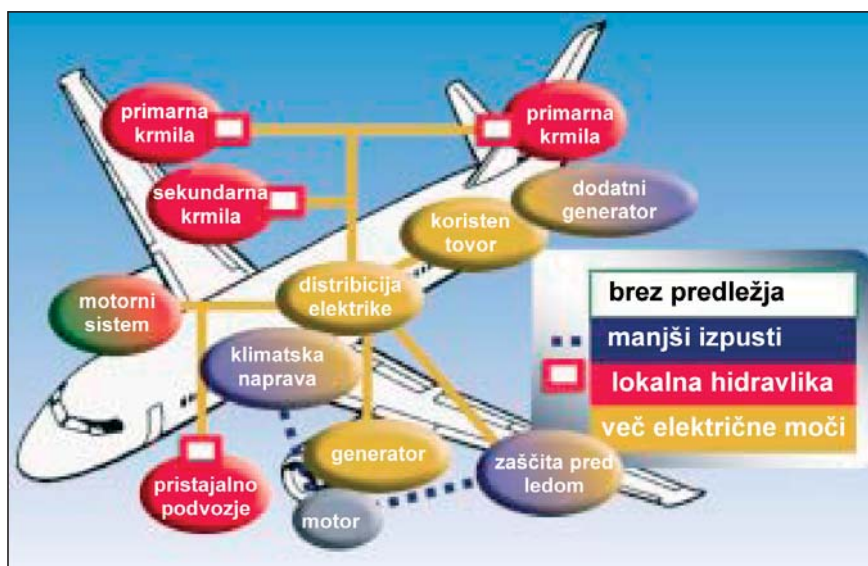 primarna
krmila
primarna
krmila
sekundarna
krmila
dodatni
generator
koristen
tovor
distribicija
elektrike
motorni
sistem
klimatska
naprava
generator
zaščita pred
ledom
pristajalno
podvozje
motor
brez predležja
manjši izpusti
lokalna hidravlika
več električne moči